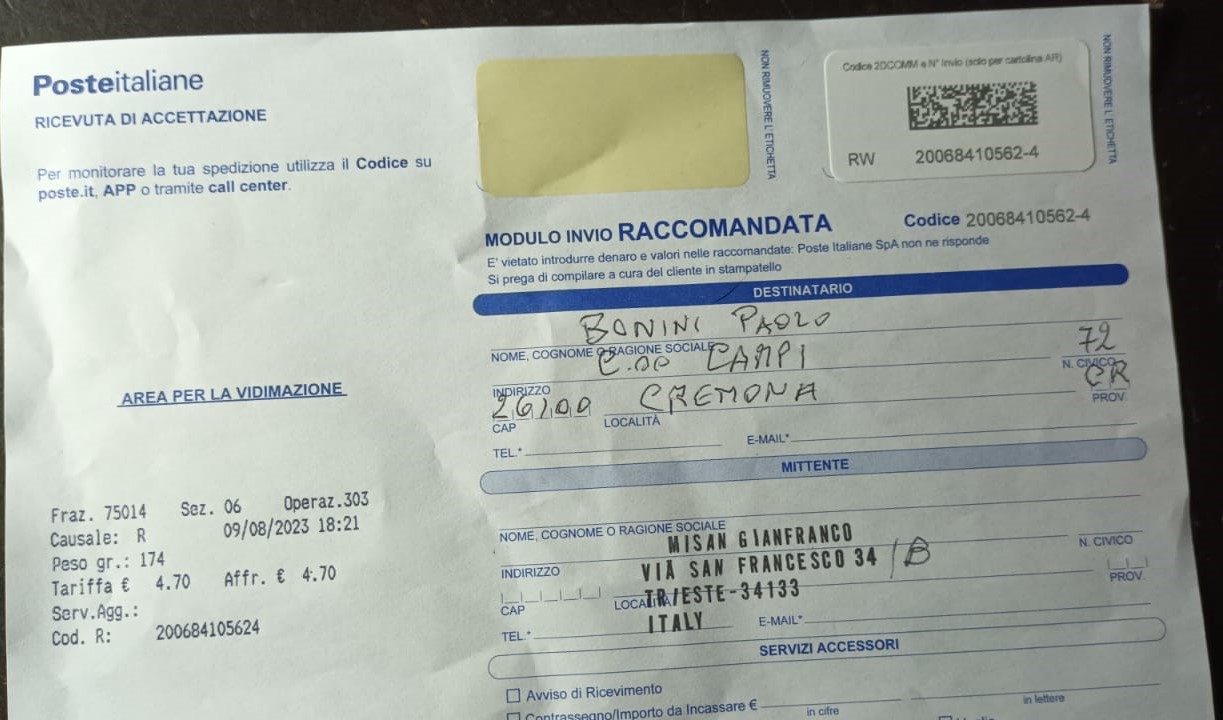 Posteitaliane
RICEVUTA DI ACCETTAZIONE
Per monitorare la tua spedizione utilizza il Codice su
poste.it, APP o tramite call center.
AREA PER LA VIDIMAZIONE
Fraz. 75014 Sez. 06 Operaz.303
Causale: R 09/08/2023 18:21
Peso gr.: 174
Tariffa € 4.70 Affr. € 4.70
Serv.Agg.:
Cod. R: 200684105624
NON RIMUOVERE L'ETICHETTA
Codice 2DCOMM e N° Invio (solo per cartolina AR)
RW 20068410562-4
NON RIMUOVERE L'ETICHETTA
MODULO INVIO RACCOMANDATA Codice 20068410562-4
E' vietato introdurre denaro e valori nelle raccomandate: Poste Italiane SpA non ne risponde
Si prega di compilare a cura del cliente in stampatello
DESTINATARIO
BONINI PAOLO
NOME, COGNOME O RAGIONE SOCIALE
C.so CAMPI 72
INDIRIZZO N. CIVICO
26100 CREMONA CR
CAP LOCALITÀ PROV.
TEL.* E-MAIL*
MITTENTE
NOME, COGNOME O RAGIONE SOCIALE
MISAN GIANFRANCO
INDIRIZZO N. CIVICO
VIA SAN FRANCESCO 34 /B
CAP LOCALITÀ PROV.
TRIESTE-34133
ITALY
TEL.* E-MAIL*
SERVIZI ACCESSORI
Avviso di Ricevimento
Contrassegno/Importo da Incassare €
in cifre in lettere